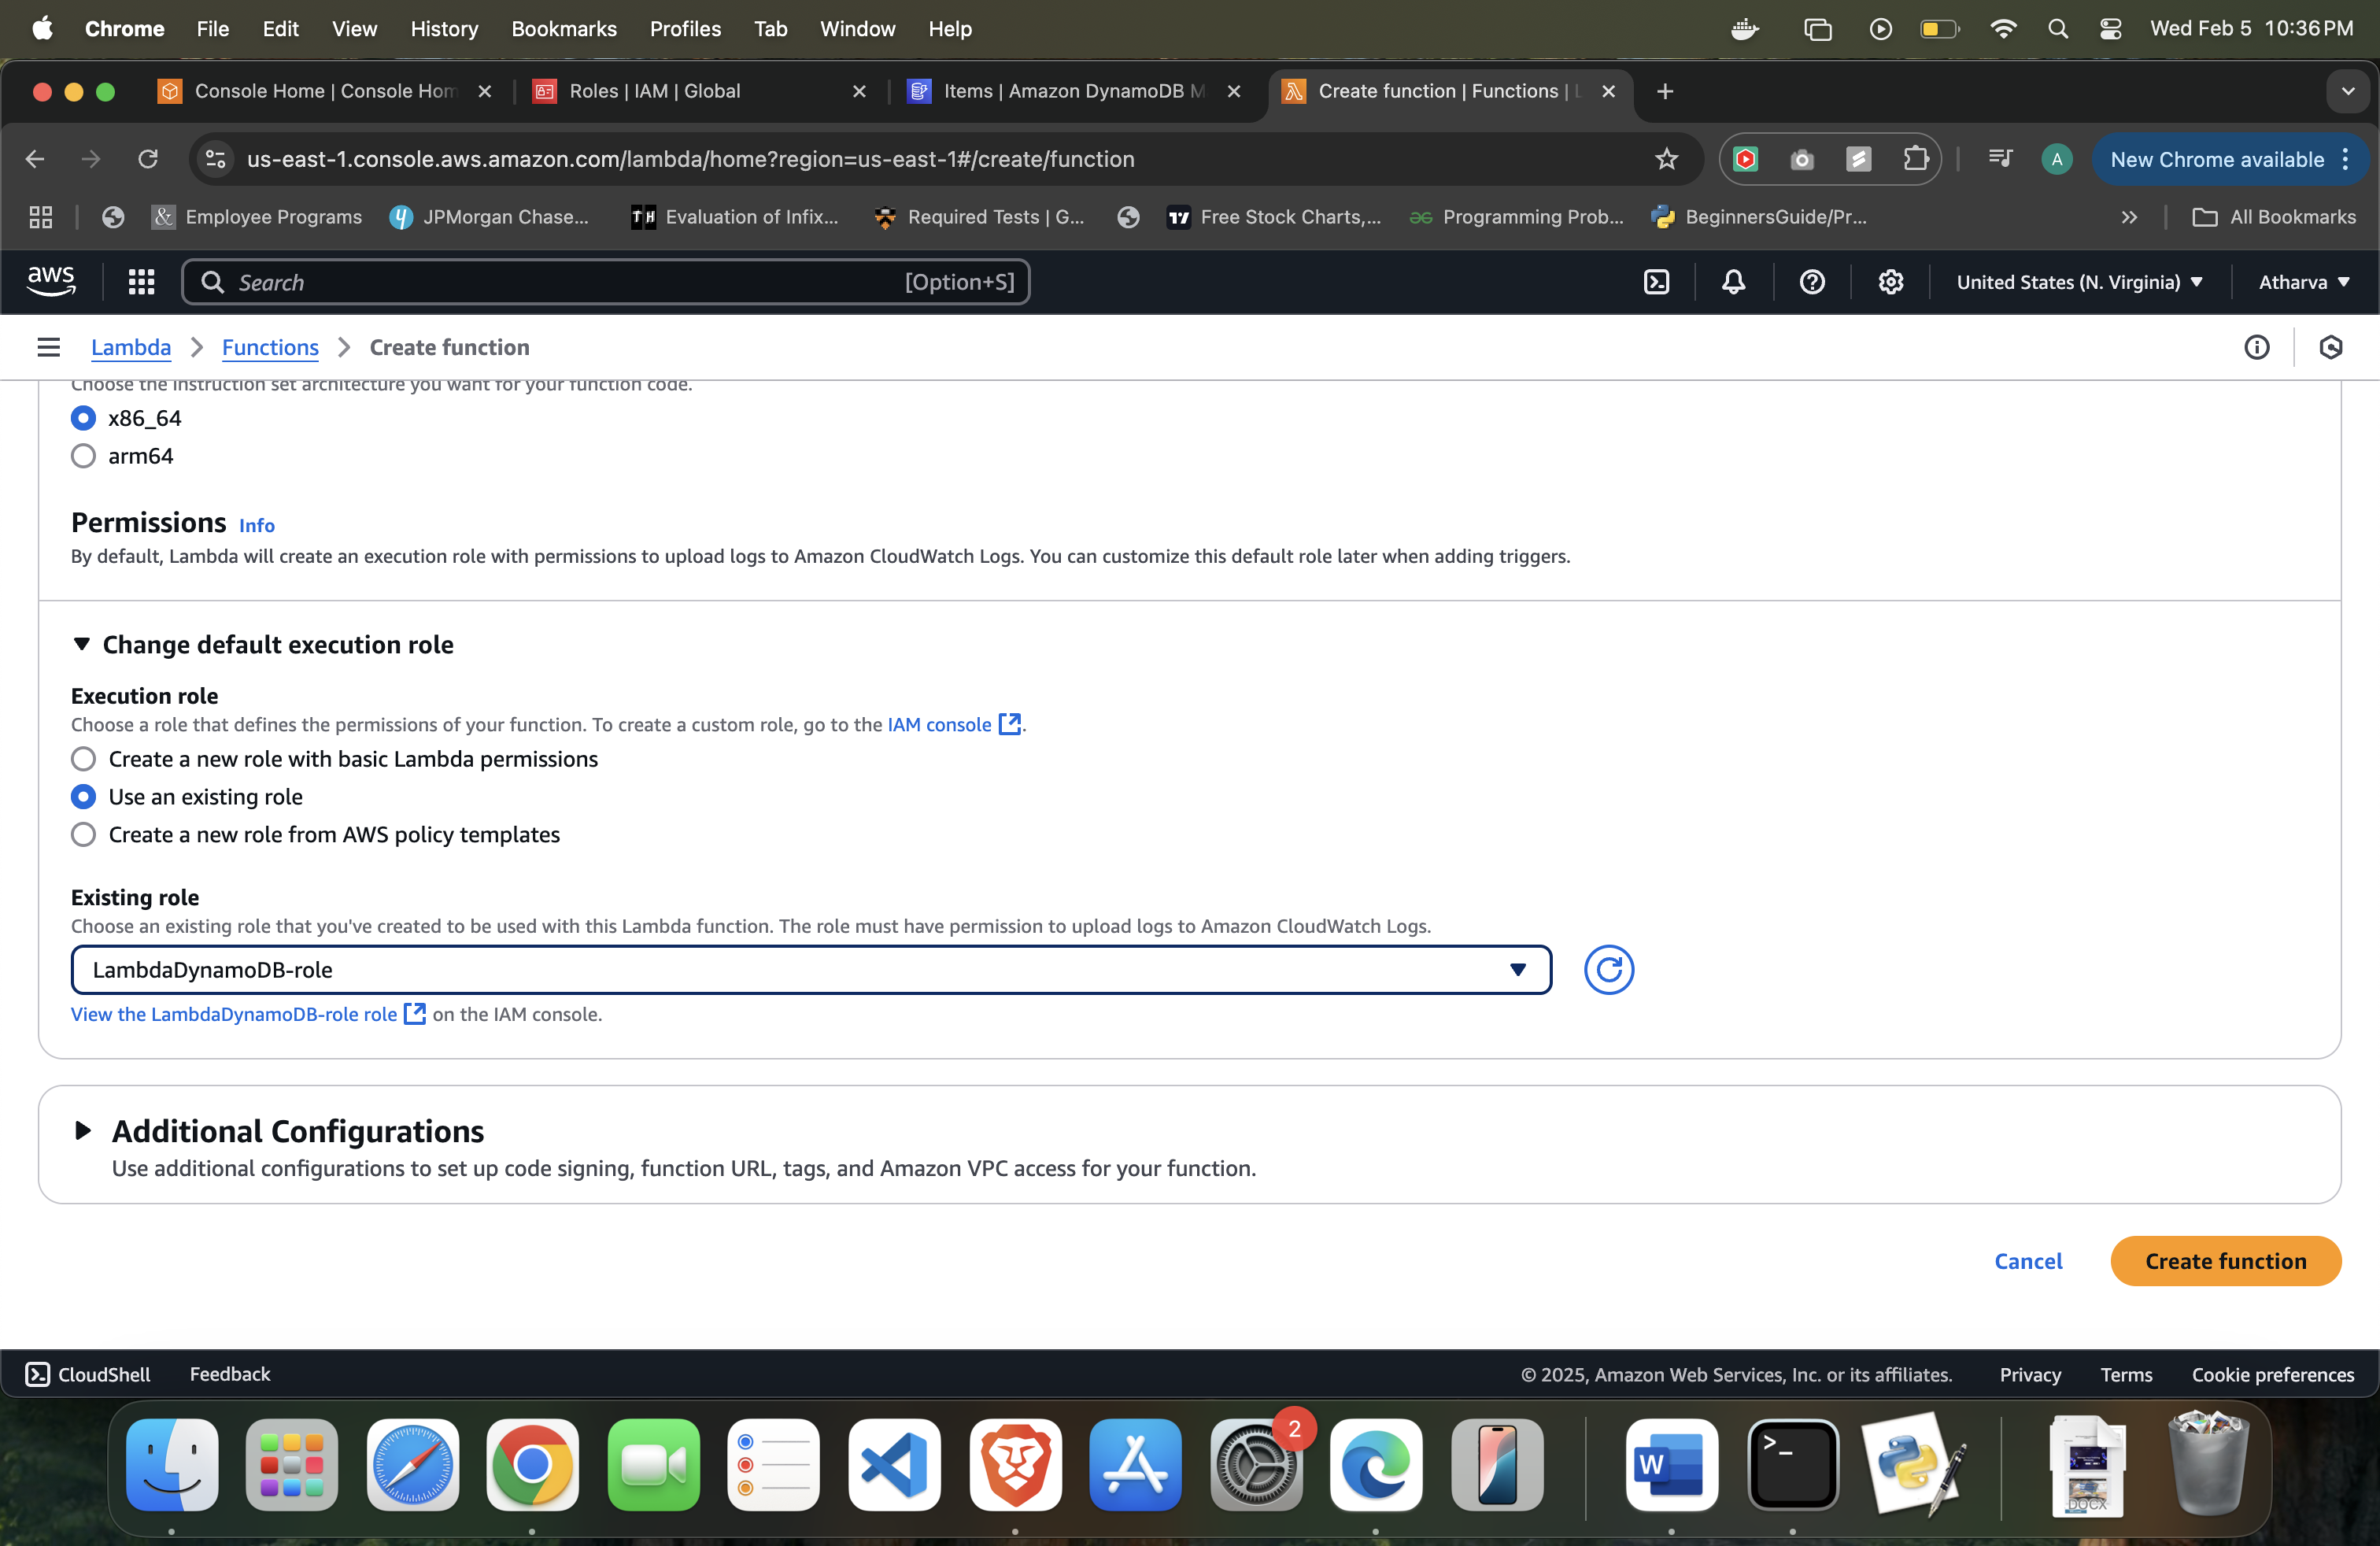 Chrome File Edit View History Bookmarks Profiles Tab Window Help Wed Feb 5 10:36 PM
Console Home | Console Hom Roles | IAM | Global Items | Amazon DynamoDB M Create function | Functions | L
us-east-1.console.aws.amazon.com/lambda/home?region=us-east-1#/create/function A New Chrome available
& Employee Programs JPMorgan Chase... TH Evaluation of Infix... Required Tests | G... Free Stock Charts,... Programming Prob... BeginnersGuide/Pr... » All Bookmarks
aws Search [Option+S] United States (N. Virginia) Atharva
Lambda Functions Create function
Choose the instruction set architecture you want for your function code.
x86_64
arm64
Permissions Info
By default, Lambda will create an execution role with permissions to upload logs to Amazon CloudWatch Logs. You can customize this default role later when adding triggers.
Change default execution role
Execution role
Choose a role that defines the permissions of your function. To create a custom role, go to the IAM console.
Create a new role with basic Lambda permissions
Use an existing role
Create a new role from AWS policy templates
Existing role
Choose an existing role that you've created to be used with this Lambda function. The role must have permission to upload logs to Amazon CloudWatch Logs.
LambdaDynamoDB-role
View the LambdaDynamoDB-role role on the IAM console.
Additional Configurations
Use additional configurations to set up code signing, function URL, tags, and Amazon VPC access for your function.
Cancel Create function
CloudShell Feedback © 2025, Amazon Web Services, Inc. or its affiliates. Privacy Terms Cookie preferences
2
W >_ DOCX